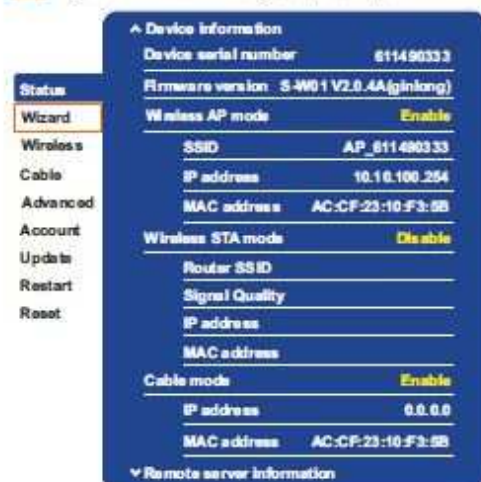 Device information
Device serial number 611490333
Status
Firmware version S-W01 V2.0.4A(ginlong)
Wizard
Wireless AP mode Enable
Wireless
SSID AP_611490333
Cable
IP address 10.10.100.254
Advanced
MAC address AC:CF:23:10:F3:5B
Account
Wireless STA mode Disable
Update
Router SSID
Restart
Signal Quality
Reset
IP address
MAC address
Cable mode Enable
IP address 0.0.0.0
MAC address AC:CF:23:10:F3:5B
Remote server information